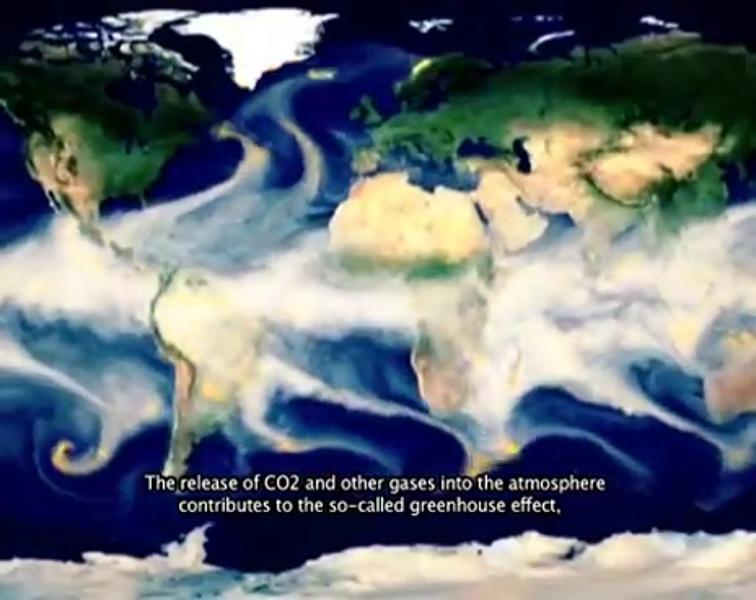 The release of CO2 and other gases into the atmosphere
contributes to the so-called greenhouse effect,